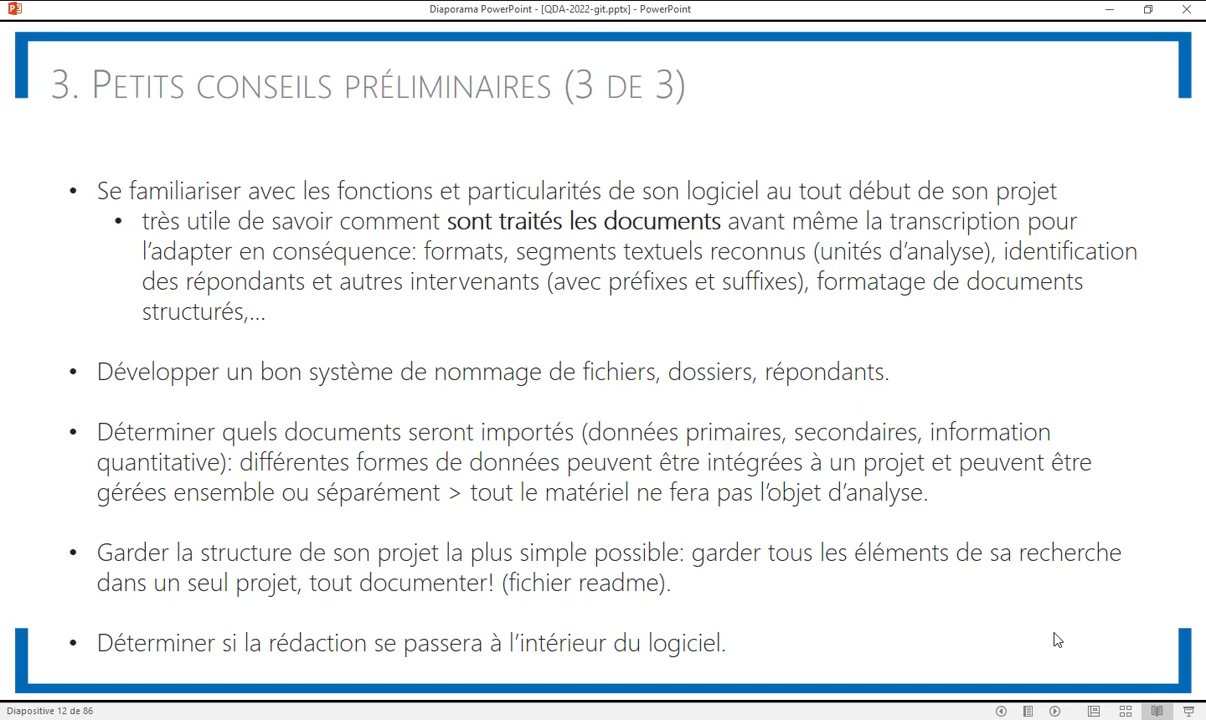 Diaporama PowerPoint - [QDA-2022-git.pptx] - PowerPoint
3. Petits conseils préliminaires (3 de 3)
• Se familiariser avec les fonctions et particularités de son logiciel au tout début de son projet
• très utile de savoir comment sont traités les documents avant même la transcription pour
l'adapter en conséquence: formats, segments textuels reconnus (unités d'analyse), identification
des répondants et autres intervenants (avec préfixes et suffixes), formatage de documents
structurés,...
• Développer un bon système de nommage de fichiers, dossiers, répondants.
• Déterminer quels documents seront importés (données primaires, secondaires, information
quantitative): différentes formes de données peuvent être intégrées à un projet et peuvent être
gérées ensemble ou séparément > tout le matériel ne fera pas l'objet d'analyse.
• Garder la structure de son projet la plus simple possible: garder tous les éléments de sa recherche
dans un seul projet, tout documenter! (fichier readme).
• Déterminer si la rédaction se passera à l'intérieur du logiciel.
Diapositive 12 de 86